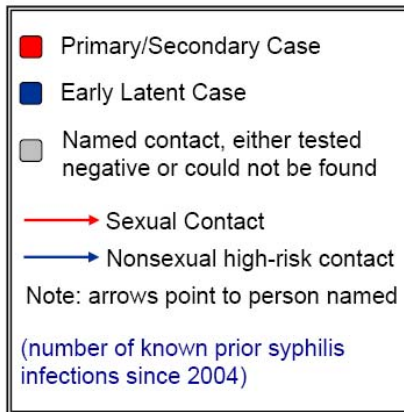 Primary/Secondary Case
Early Latent Case
Named contact, either tested
negative or could not be found
Sexual Contact
Nonsexual high-risk contact
Note: arrows point to person named
(number of known prior syphilis
infections since 2004)